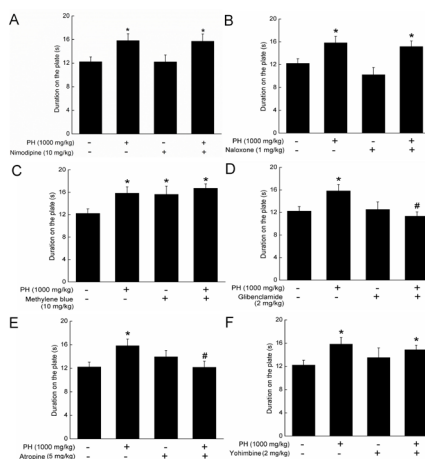 A
20
*
*
16
12
8
4
0
Duration on the plate (s)
PH (1000 mg/kg) - + - +
Nimodipine (10 mg/kg) - - + +
B
20
*
*
16
12
8
4
0
Duration on the plate (s)
PH (1000 mg/kg) - + - +
Naloxone (1 mg/kg) - - + +
C
20
* * *
16
12
8
4
0
Duration on the plate (s)
PH (1000 mg/kg) - + - +
Methylene blue - - + +
(10 mg/kg)
D
20
*
16
#
12
8
4
0
Duration on the plate (s)
PH (1000 mg/kg) - + - +
Glibenclamide - - + +
(2 mg/kg)
E
20
*
16
#
12
8
4
0
Duration on the plate (s)
PH (1000 mg/kg) - + - +
Atropine (5 mg/kg) - - + +
F
20
*
*
16
12
8
4
0
Duration on the plate (s)
PH (1000 mg/kg) - + - +
Yohimbine (2 mg/kg) - - + +